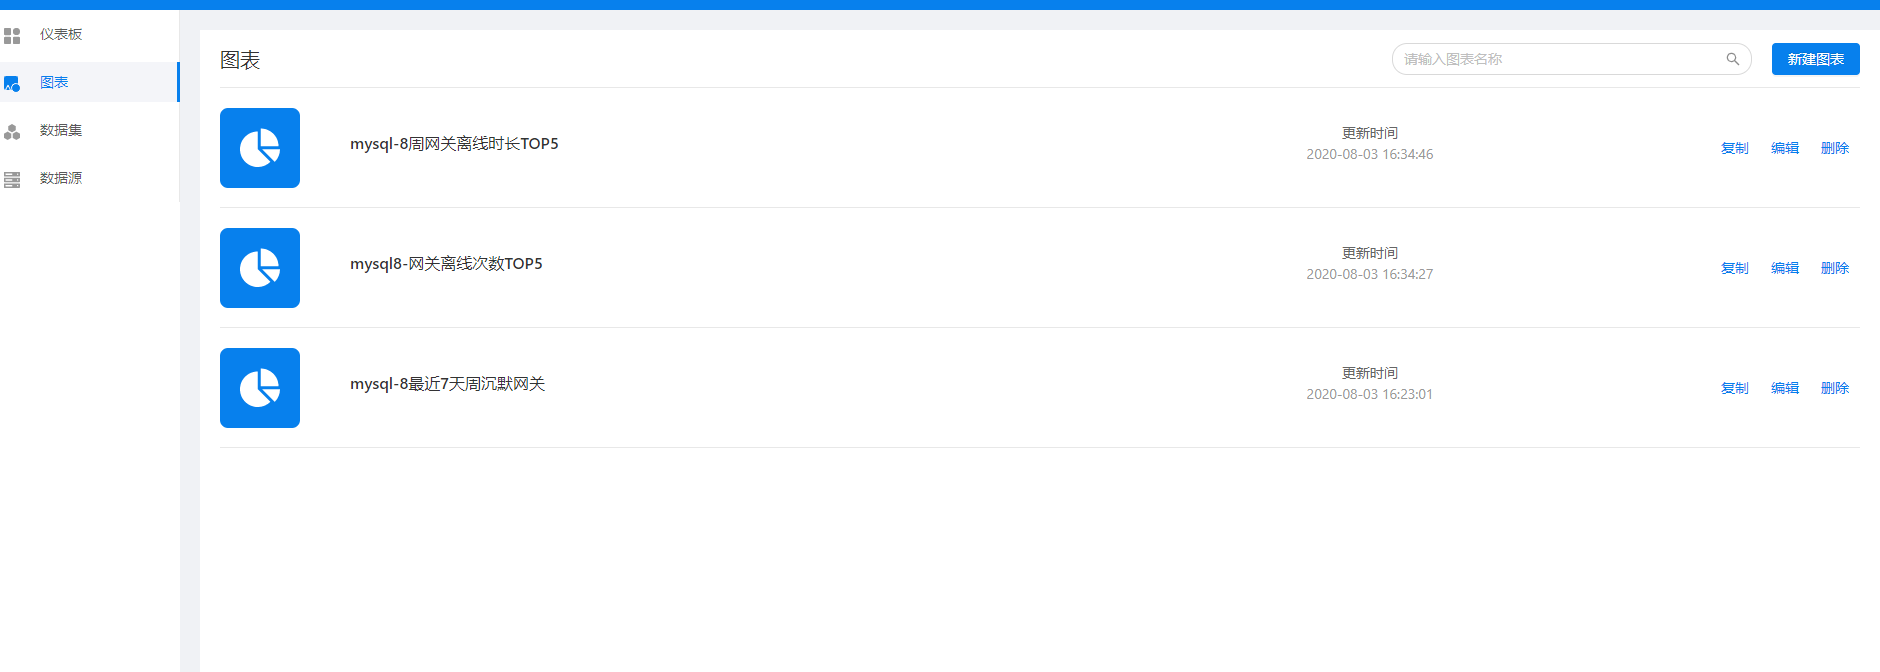 仪表板
图表
数据集
数据源
图表
请输入图表名称
新建图表
mysql-8周网关离线时长TOP5
更新时间
2020-08-03 16:34:46
复制 编辑 删除
mysql8-网关离线次数TOP5
更新时间
2020-08-03 16:34:27
复制 编辑 删除
mysql-8最近7天周沉默网关
更新时间
2020-08-03 16:23:01
复制 编辑 删除